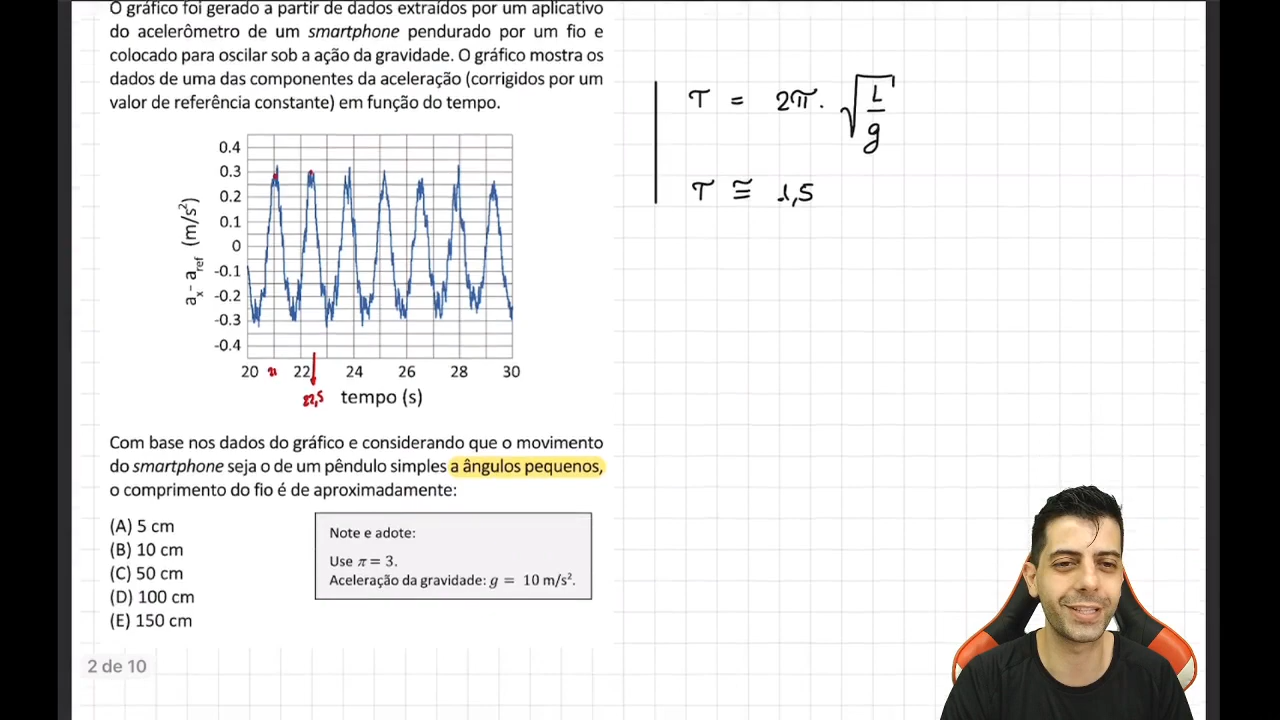 O gráfico foi gerado a partir de dados extraídos por um aplicativo
do acelerômetro de um smartphone pendurado por um fio e
colocado para oscilar sob a ação da gravidade. O gráfico mostra os
dados de uma das componentes da aceleração (corrigidos por um
valor de referência constante) em função do tempo.
T = 2π. √(L/g)
T ≅ 1,5
0.4
0.3
0.2
0.1
0
-0.1
-0.2
-0.3
-0.4
a_x - a_ref (m/s²)
20 21 22 24 26 28 30
22,5
tempo (s)
Com base nos dados do gráfico e considerando que o movimento
do smartphone seja o de um pêndulo simples a ângulos pequenos,
o comprimento do fio é de aproximadamente:
(A) 5 cm
(B) 10 cm
(C) 50 cm
(D) 100 cm
(E) 150 cm
Note e adote:
Use π = 3.
Aceleração da gravidade: g = 10 m/s².
2 de 10